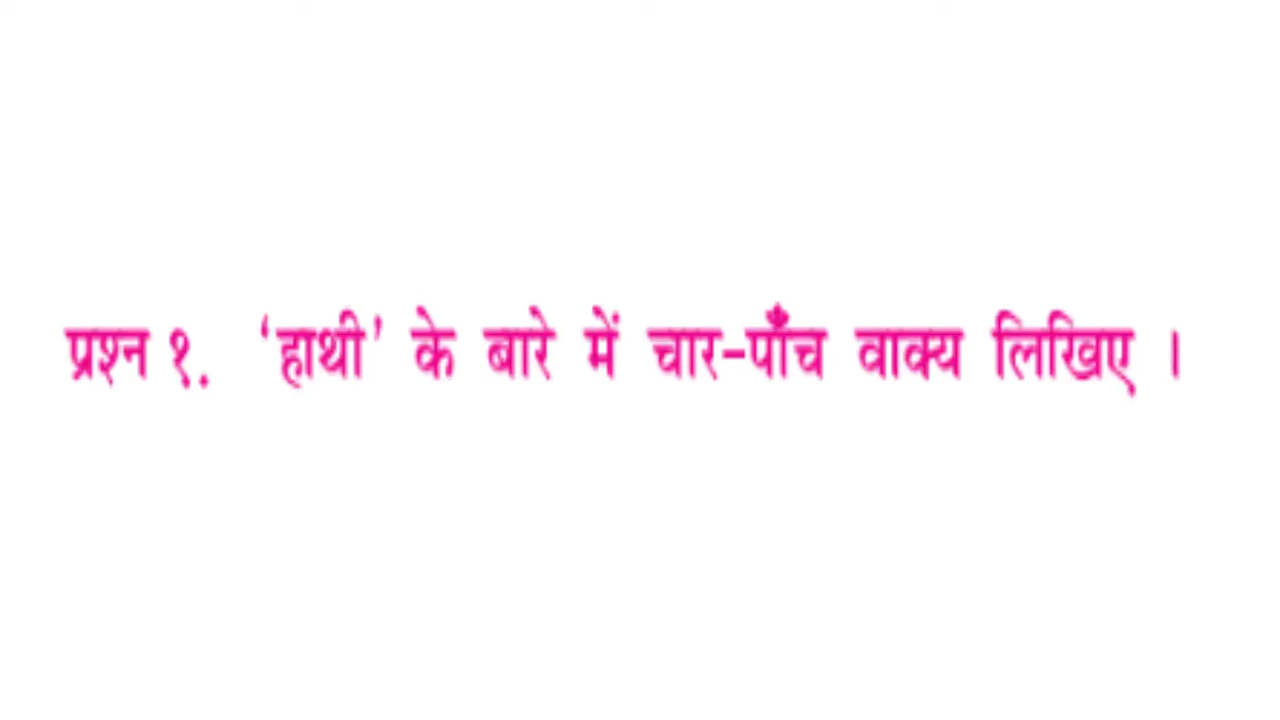 प्रश्न १. ‘हाथी’ के बारे में चार-पाँच वाक्य लिखिए ।